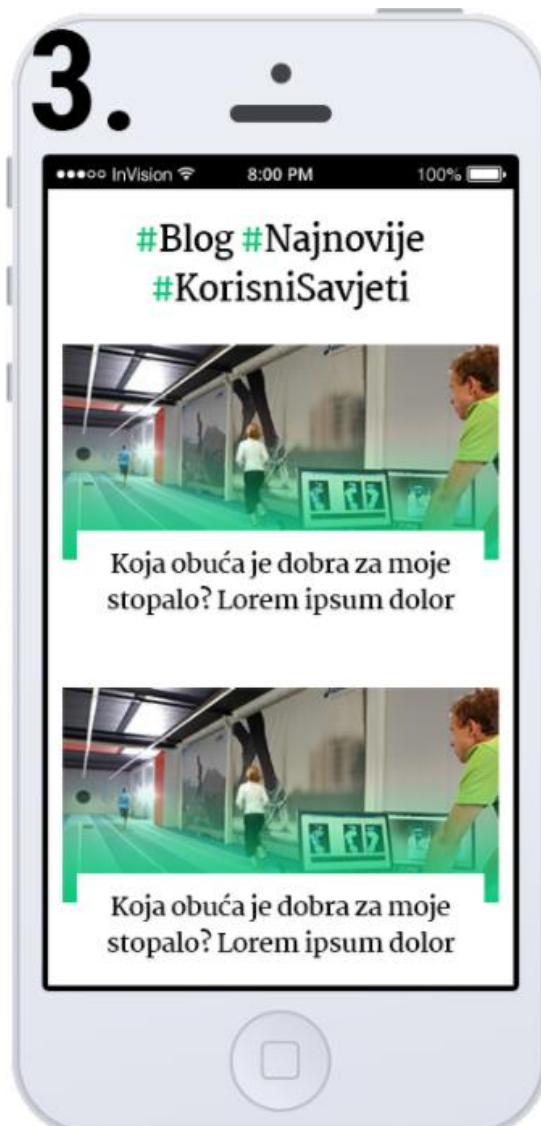 3.
InVision 8:00 PM 100%
#Blog #Najnovije
#KorisniSavjeti
Koja obuća je dobra za moje
stopalo? Lorem ipsum dolor
Koja obuća je dobra za moje
stopalo? Lorem ipsum dolor